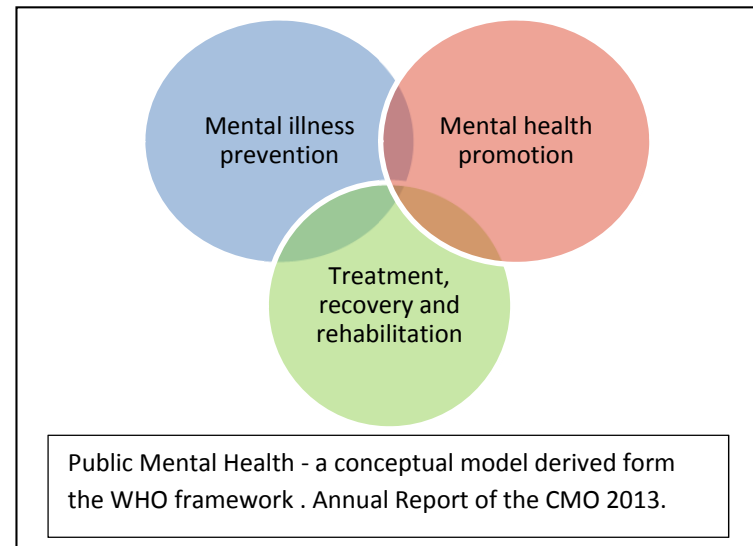 Mental illness
prevention
Mental health
promotion
Treatment,
recovery and
rehabilitation
Public Mental Health - a conceptual model derived form
the WHO framework . Annual Report of the CMO 2013.